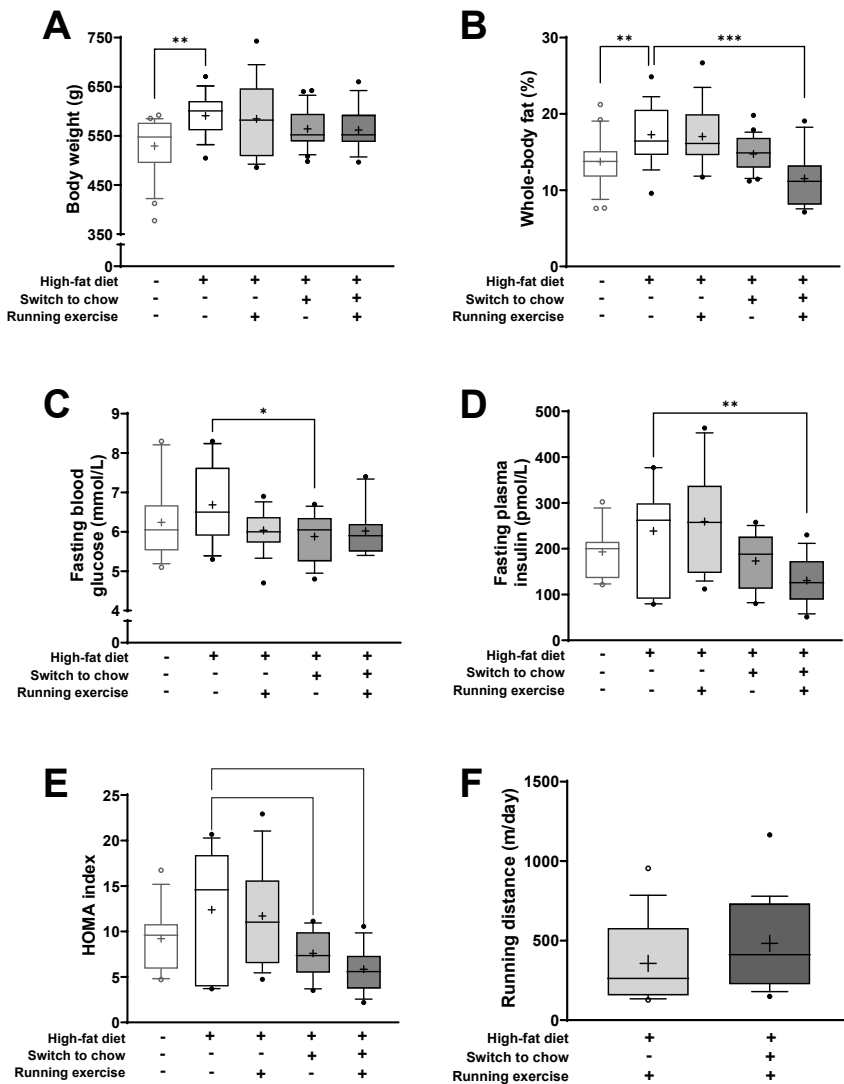 A
Body weight (g)
750
650
550
450
350
0
**
High-fat diet - + + + +
Switch to chow - - - + +
Running exercise - - + - +
B
Whole-body fat (%)
30
20
10
0
** ***
High-fat diet - + + + +
Switch to chow - - - + +
Running exercise - - + - +
C
Fasting blood
glucose (mmol/L)
9
8
7
6
5
4
0
*
High-fat diet - + + + +
Switch to chow - - - + +
Running exercise - - + - +
D
Fasting plasma
insulin (pmol/L)
500
400
300
200
100
0
**
High-fat diet - + + + +
Switch to chow - - - + +
Running exercise - - + - +
E
HOMA index
25
20
15
10
5
0
High-fat diet - + + + +
Switch to chow - - - + +
Running exercise - - + - +
F
Running distance (m/day)
1500
1000
500
0
High-fat diet + +
Switch to chow - +
Running exercise + +